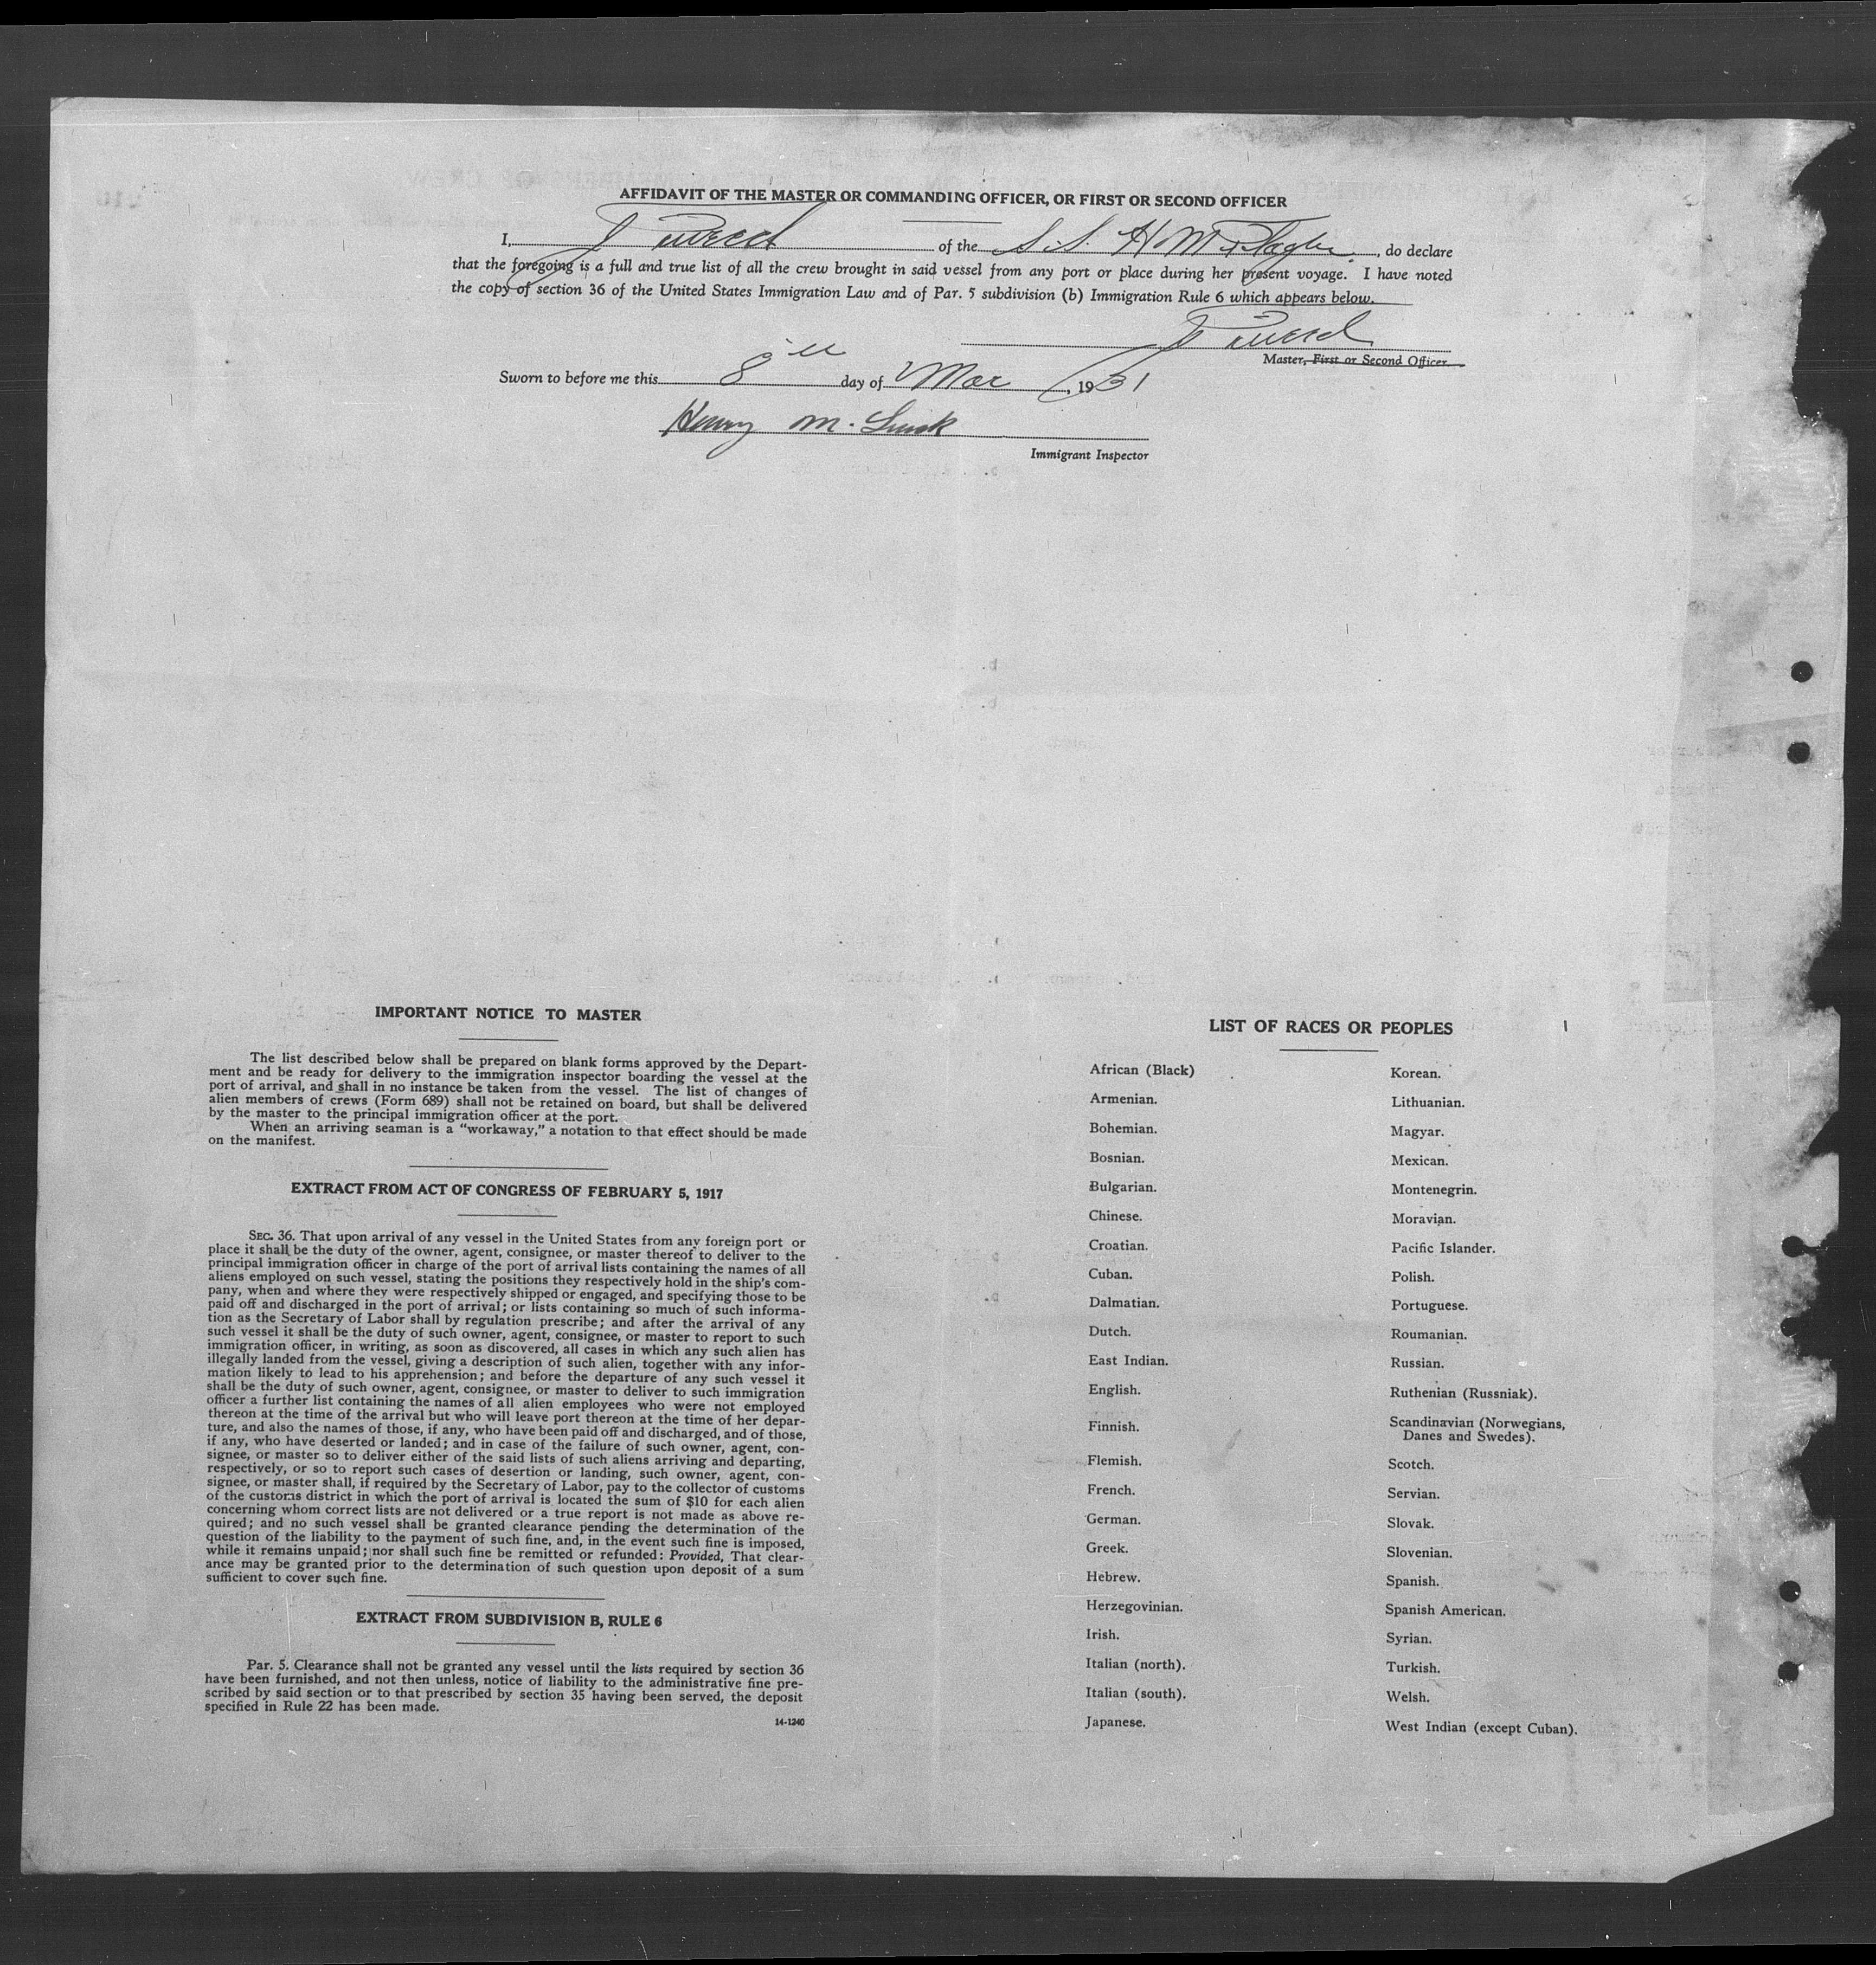 AFFIDAVIT OF THE MASTER OR COMMANDING OFFICER, OR FIRST OR SECOND OFFICER
I, of the S.S. H. M. Flagler, do declare
that the foregoing is a full and true list of all the crew brought in said vessel from any port or place during her present voyage. I have noted
the copy of section 36 of the United States Immigration Law and of Par. 5 subdivision (b) Immigration Rule 6 which appears below.
Master, First or Second Officer
Sworn to before me this 8th day of Mar, 1931
Henry M.
Immigrant Inspector
IMPORTANT NOTICE TO MASTER
The list described below shall be prepared on blank forms approved by the Depart-
ment and be ready for delivery to the immigration inspector boarding the vessel at the
port of arrival, and shall in no instance be taken from the vessel. The list of changes of
alien members of crews (Form 689) shall not be retained on board, but shall be delivered
by the master to the principal immigration officer at the port.
When an arriving seaman is a "workaway," a notation to that effect should be made
on the manifest.
EXTRACT FROM ACT OF CONGRESS OF FEBRUARY 5, 1917
SEC. 36. That upon arrival of any vessel in the United States from any foreign port or
place it shall be the duty of the owner, agent, consignee, or master thereof to deliver to the
principal immigration officer in charge of the port of arrival lists containing the names of all
aliens employed on such vessel, stating the positions they respectively hold in the ship's com-
pany, when and where they were respectively shipped or engaged, and specifying those to be
paid off and discharged in the port of arrival; or lists containing so much of such informa-
tion as the Secretary of Labor shall by regulation prescribe; and after the arrival of any
such vessel it shall be the duty of such owner, agent, consignee, or master to report to such
immigration officer, in writing, as soon as discovered, all cases in which any such alien has
illegally landed from the vessel, giving a description of such alien, together with any infor-
mation likely to lead to his apprehension; and before the departure of any such vessel it
shall be the duty of such owner, agent, consignee, or master to deliver to such immigration
officer a further list containing the names of all alien employees who were not employed
thereon at the time of the arrival but who will leave port thereon at the time of her depar-
ture, and also the names of those, if any, who have been paid off and discharged, and of those,
if any, who have deserted or landed; and in case of the failure of such owner, agent, con-
signee, or master so to deliver either of the said lists of such aliens arriving and departing,
respectively, or so to report such cases of desertion or landing, such owner, agent, con-
signee, or master shall, if required by the Secretary of Labor, pay to the collector of customs
of the customs district in which the port of arrival is located the sum of $10 for each alien
concerning whom correct lists are not delivered or a true report is not made as above re-
quired; and no such vessel shall be granted clearance pending the determination of the
question of the liability to the payment of such fine, and, in the event such fine is imposed,
while it remains unpaid; nor shall such fine be remitted or refunded: Provided, That clear-
ance may be granted prior to the determination of such question upon deposit of a sum
sufficient to cover such fine.
EXTRACT FROM SUBDIVISION B, RULE 6
Par. 5. Clearance shall not be granted any vessel until the lists required by section 36
have been furnished, and not then unless, notice of liability to the administrative fine pre-
scribed by said section or to that prescribed by section 35 having been served, the deposit
specified in Rule 22 has been made.
14-1240
LIST OF RACES OR PEOPLES
African (Black)
Armenian.
Bohemian.
Bosnian.
Bulgarian.
Chinese.
Croatian.
Cuban.
Dalmatian.
Dutch.
East Indian.
English.
Finnish.
Flemish.
French.
German.
Greek.
Hebrew.
Herzegovinian.
Irish.
Italian (north).
Italian (south).
Japanese.
Korean.
Lithuanian.
Magyar.
Mexican.
Montenegrin.
Moravian.
Pacific Islander.
Polish.
Portuguese.
Roumanian.
Russian.
Ruthenian (Russniak).
Scandinavian (Norwegians,
Danes and Swedes).
Scotch.
Servian.
Slovak.
Slovenian.
Spanish.
Spanish American.
Syrian.
Turkish.
Welsh.
West Indian (except Cuban).